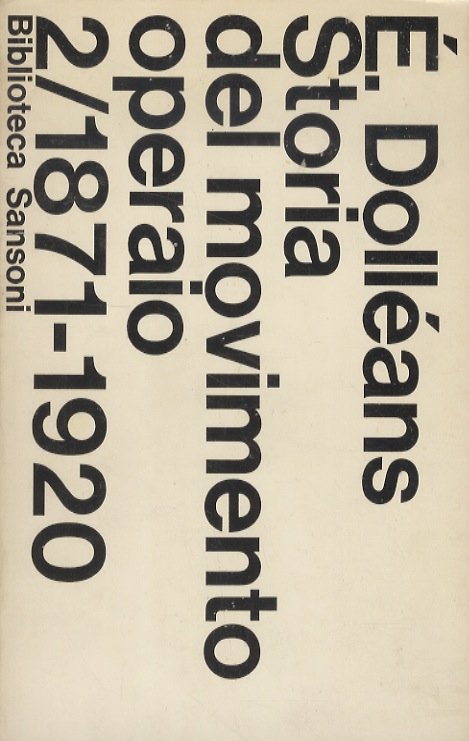 É. Dolléans
Storia
del movimento
operaio
2/1871-1920
Biblioteca Sansoni